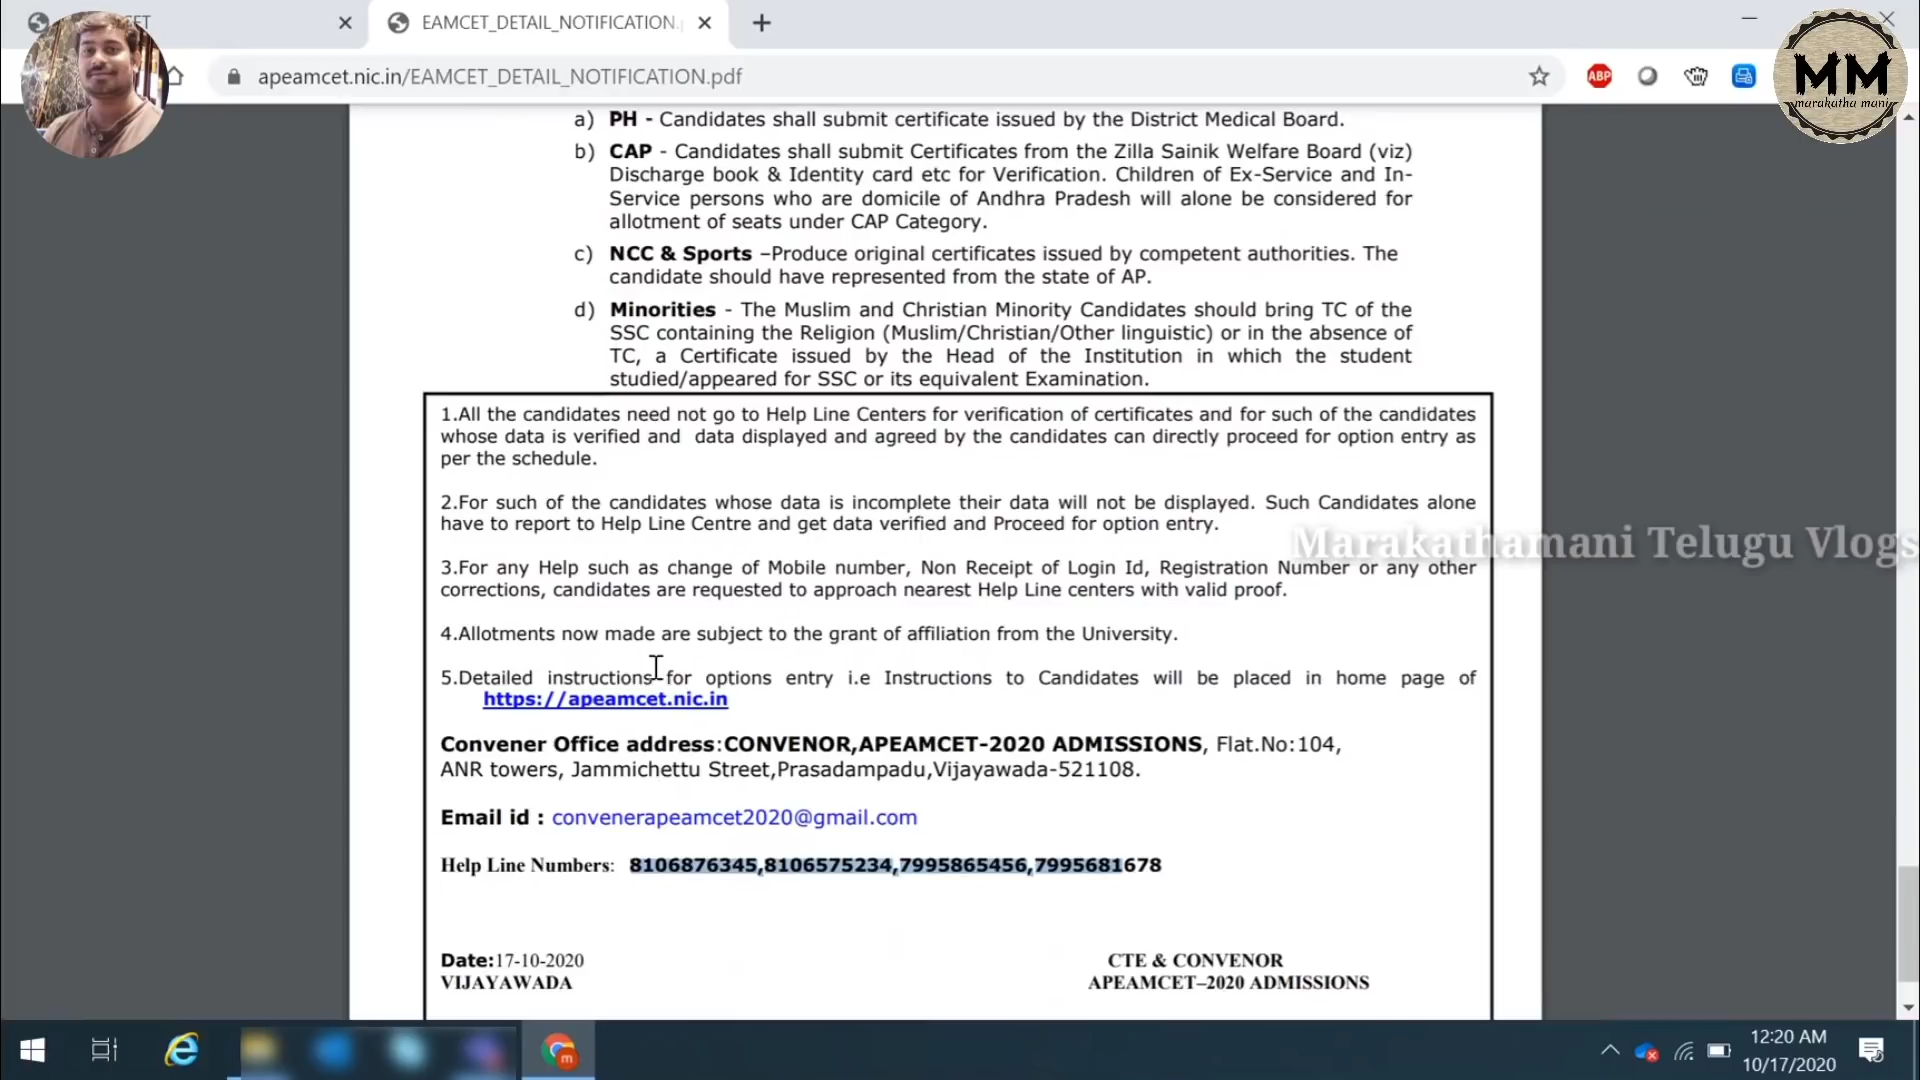 CET
EAMCET_DETAIL_NOTIFICATION.
apeamcet.nic.in/EAMCET_DETAIL_NOTIFICATION.pdf
ABP
MM
marakatha mani
a) PH - Candidates shall submit certificate issued by the District Medical Board.
b) CAP - Candidates shall submit Certificates from the Zilla Sainik Welfare Board (viz)
Discharge book & Identity card etc for Verification. Children of Ex-Service and In-
Service persons who are domicile of Andhra Pradesh will alone be considered for
allotment of seats under CAP Category.
c) NCC & Sports –Produce original certificates issued by competent authorities. The
candidate should have represented from the state of AP.
d) Minorities - The Muslim and Christian Minority Candidates should bring TC of the
SSC containing the Religion (Muslim/Christian/Other linguistic) or in the absence of
TC, a Certificate issued by the Head of the Institution in which the student
studied/appeared for SSC or its equivalent Examination.
1.All the candidates need not go to Help Line Centers for verification of certificates and for such of the candidates
whose data is verified and data displayed and agreed by the candidates can directly proceed for option entry as
per the schedule.
2.For such of the candidates whose data is incomplete their data will not be displayed. Such Candidates alone
have to report to Help Line Centre and get data verified and Proceed for option entry.
Marakathamani Telugu Vlogs
3.For any Help such as change of Mobile number, Non Receipt of Login Id, Registration Number or any other
corrections, candidates are requested to approach nearest Help Line centers with valid proof.
4.Allotments now made are subject to the grant of affiliation from the University.
5.Detailed instructions for options entry i.e Instructions to Candidates will be placed in home page of
https://apeamcet.nic.in
Convener Office address:CONVENOR,APEAMCET-2020 ADMISSIONS, Flat.No:104,
ANR towers, Jammichettu Street,Prasadampadu,Vijayawada-521108.
Email id : convenerapeamcet2020@gmail.com
Help Line Numbers: 8106876345,8106575234,7995865456,7995681678
Date:17-10-2020
CTE & CONVENOR
VIJAYAWADA
APEAMCET–2020 ADMISSIONS
m
12:20 AM
10/17/2020